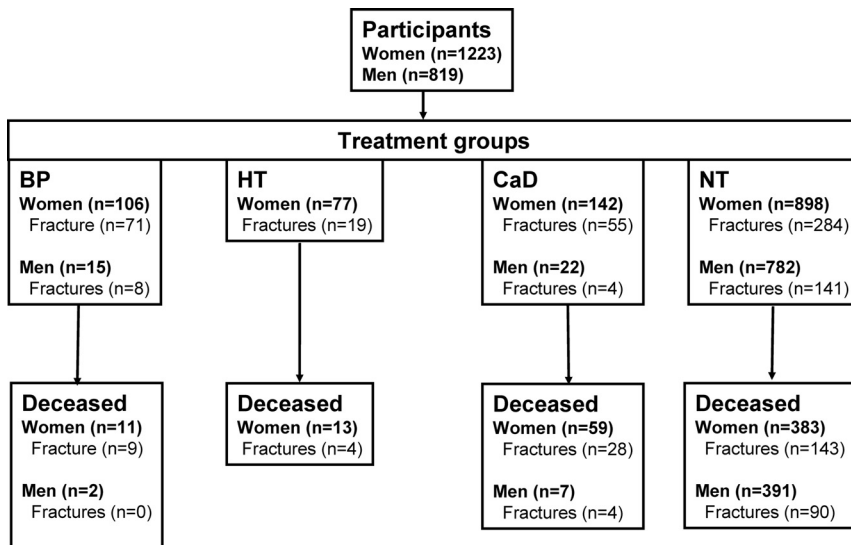 Participants
Women (n=1223)
Men (n=819)
Treatment groups
BP
Women (n=106)
Fracture (n=71)
Men (n=15)
Fractures (n=8)
HT
Women (n=77)
Fractures (n=19)
CaD
Women (n=142)
Fractures (n=55)
Men (n=22)
Fractures (n=4)
NT
Women (n=898)
Fractures (n=284)
Men (n=782)
Fractures (n=141)
Deceased
Women (n=11)
Fracture (n=9)
Men (n=2)
Fractures (n=0)
Deceased
Women (n=13)
Fractures (n=4)
Deceased
Women (n=59)
Fractures (n=28)
Men (n=7)
Fractures (n=4)
Deceased
Women (n=383)
Fractures (n=143)
Men (n=391)
Fractures (n=90)